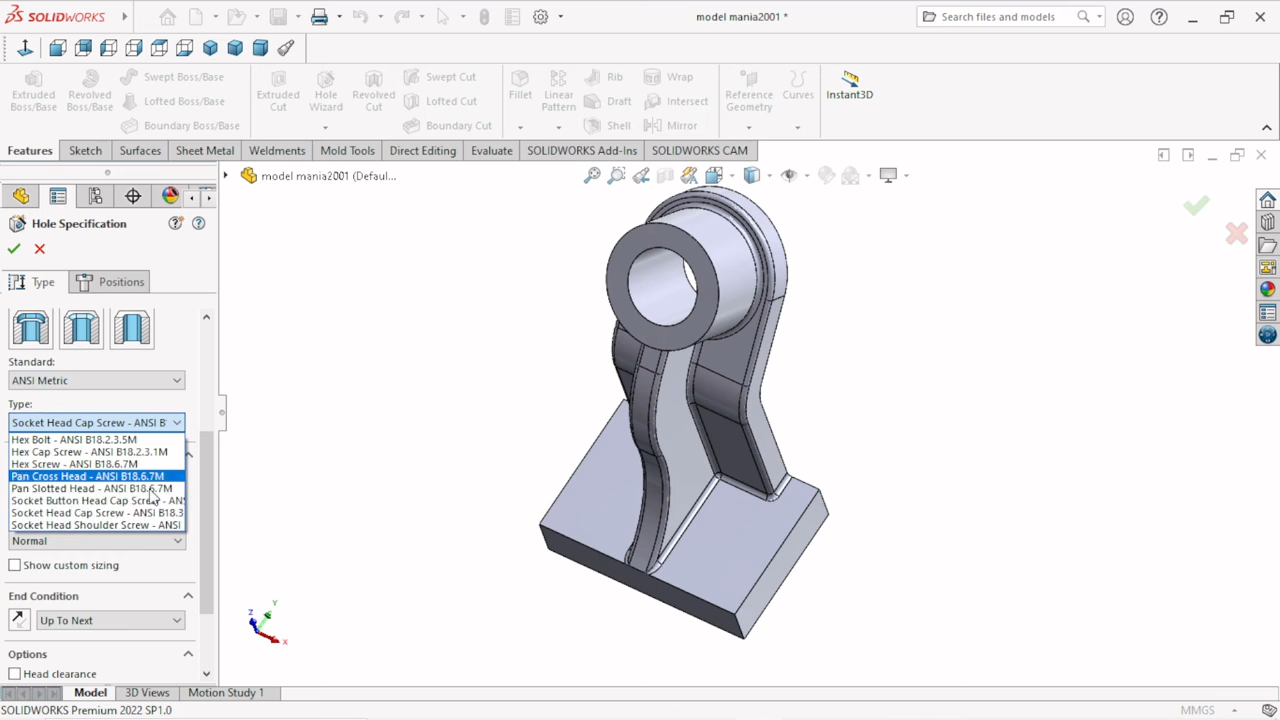 SOLIDWORKS
model mania2001 *
Search files and models
Extruded Boss/Base
Revolved Boss/Base
Swept Boss/Base
Lofted Boss/Base
Boundary Boss/Base
Extruded Cut
Hole Wizard
Revolved Cut
Swept Cut
Lofted Cut
Boundary Cut
Fillet
Linear Pattern
Rib
Draft
Shell
Wrap
Intersect
Mirror
Reference Geometry
Curves
Instant3D
Features
Sketch
Surfaces
Sheet Metal
Weldments
Mold Tools
Direct Editing
Evaluate
SOLIDWORKS Add-Ins
SOLIDWORKS CAM
model mania2001 (Defaul...
Hole Specification
Type
Positions
Standard:
ANSI Metric
Type:
Socket Head Cap Screw - ANSI B
Hex Bolt - ANSI B18.2.3.5M
Hex Cap Screw - ANSI B18.2.3.1M
Hex Screw - ANSI B18.6.7M
Pan Cross Head - ANSI B18.6.7M
Pan Slotted Head - ANSI B18.6.7M
Socket Button Head Cap Screw - AN
Socket Head Cap Screw - ANSI B18.3
Socket Head Shoulder Screw - ANSI
Normal
Show custom sizing
End Condition
Up To Next
Options
Head clearance
Z
Y
X
Model
3D Views
Motion Study 1
SOLIDWORKS Premium 2022 SP1.0
MMGS